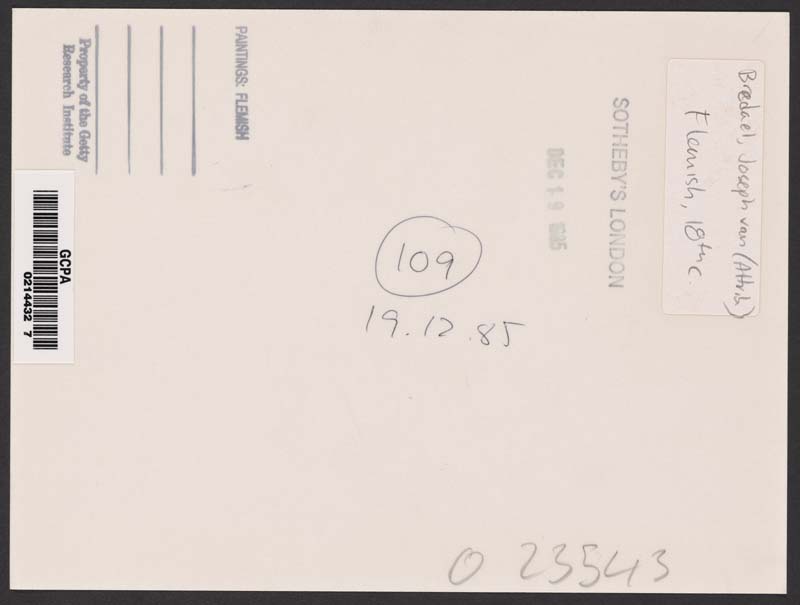 Property of the Getty
Research Institute
PAINTINGS: FLEMISH
GCPA
0214432 7
109
19.12.85
DEC 19 1985
SOTHEBY'S LONDON
Bredael, Joseph van (Attrib)
Flemish, 18th c.
0 23543